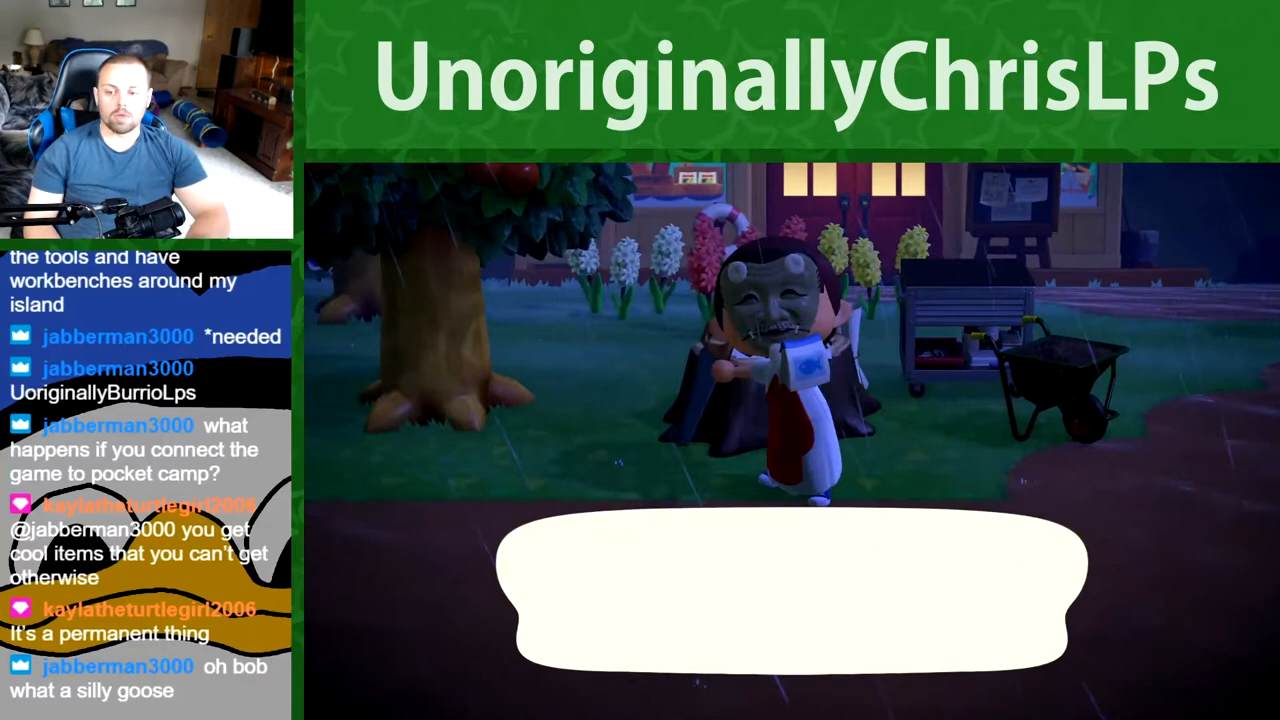 UnoriginallyChrisLPs
the tools and have
workbenches around my
island
jabberman3000 *needed
jabberman3000
UoriginallyBurrioLps
jabberman3000 what
happens if you connect the
game to pocket camp?
kaylatheturtlegirl2006
@jabberman3000 you get
cool items that you can't get
otherwise
kaylatheturtlegirl2006
It's a permanent thing
jabberman3000 oh bob
what a silly goose